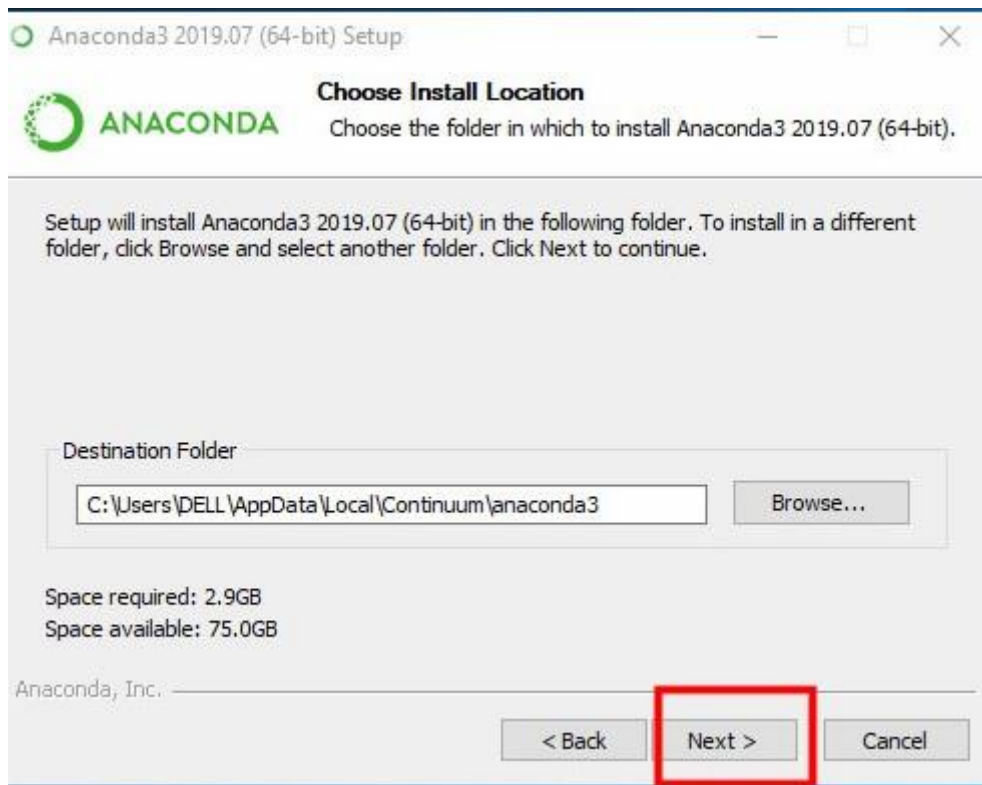 Anaconda3 2019.07 (64-bit) Setup
ANACONDA
Choose Install Location
Choose the folder in which to install Anaconda3 2019.07 (64-bit).
Setup will install Anaconda3 2019.07 (64-bit) in the following folder. To install in a different
folder, click Browse and select another folder. Click Next to continue.
Destination Folder
C:\Users\DELL\AppData\Local\Continuum\anaconda3
Browse...
Space required: 2.9GB
Space available: 75.0GB
Anaconda, Inc.
< Back
Next >
Cancel